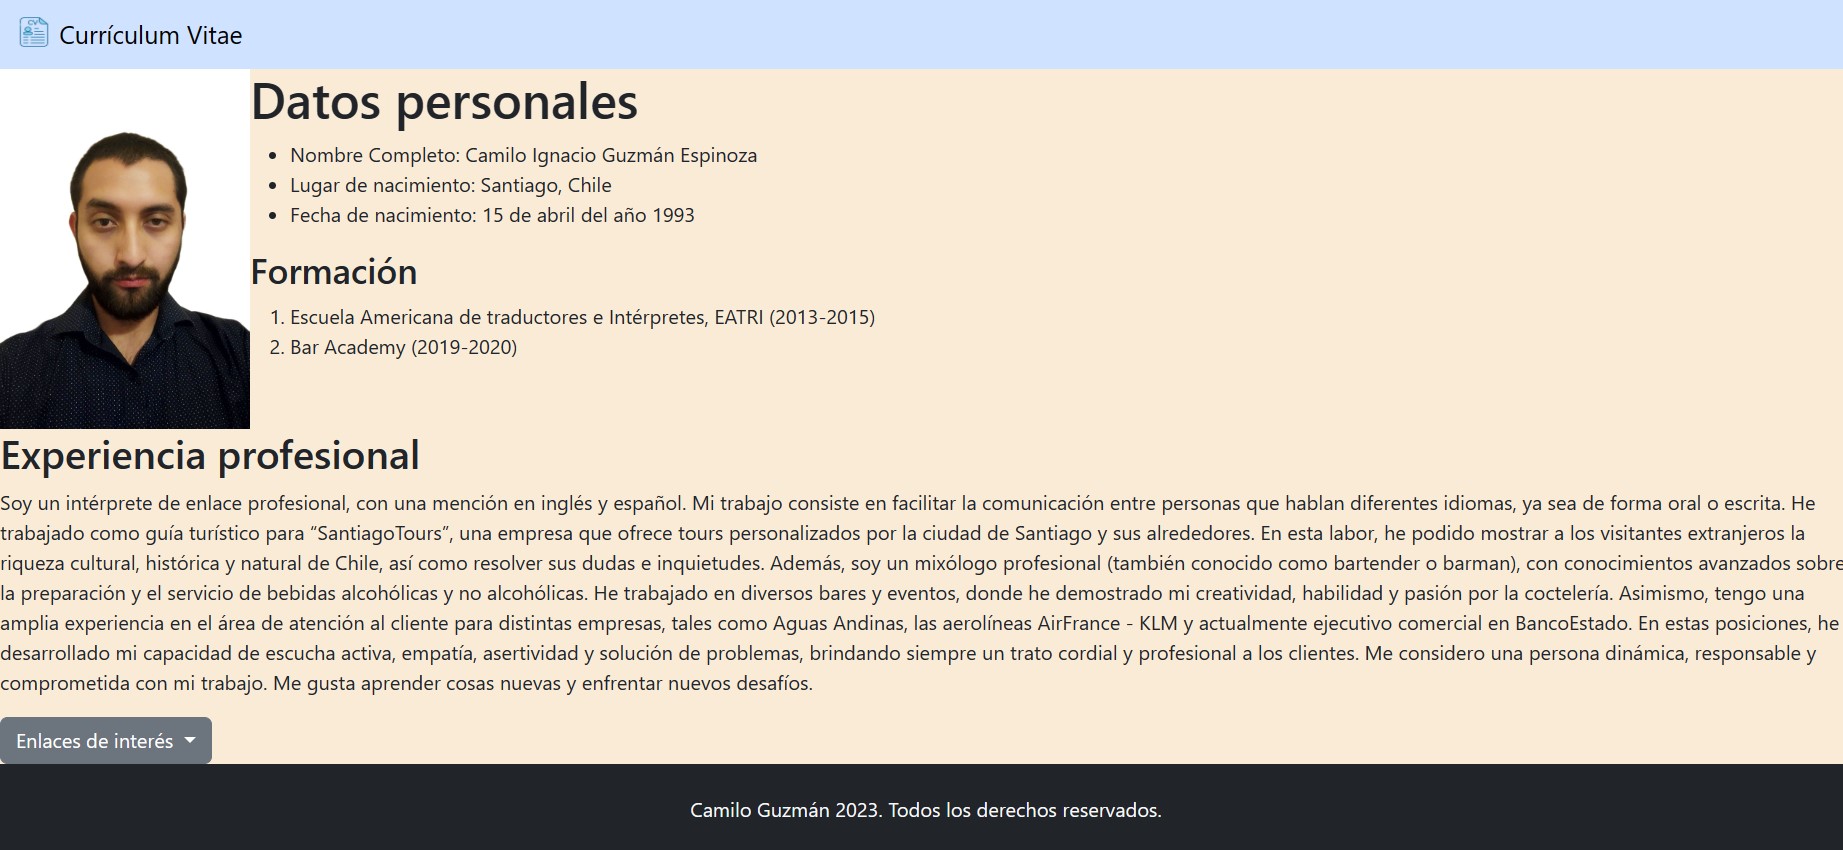 CV
Currículum Vitae
Datos personales
• Nombre Completo: Camilo Ignacio Guzmán Espinoza
• Lugar de nacimiento: Santiago, Chile
• Fecha de nacimiento: 15 de abril del año 1993
Formación
1. Escuela Americana de traductores e Intérpretes, EATRI (2013-2015)
2. Bar Academy (2019-2020)
Experiencia profesional
Soy un intérprete de enlace profesional, con una mención en inglés y español. Mi trabajo consiste en facilitar la comunicación entre personas que hablan diferentes idiomas, ya sea de forma oral o escrita. He
trabajado como guía turístico para “SantiagoTours”, una empresa que ofrece tours personalizados por la ciudad de Santiago y sus alrededores. En esta labor, he podido mostrar a los visitantes extranjeros la
riqueza cultural, histórica y natural de Chile, así como resolver sus dudas e inquietudes. Además, soy un mixólogo profesional (también conocido como bartender o barman), con conocimientos avanzados sobre
la preparación y el servicio de bebidas alcohólicas y no alcohólicas. He trabajado en diversos bares y eventos, donde he demostrado mi creatividad, habilidad y pasión por la coctelería. Asimismo, tengo una
amplia experiencia en el área de atención al cliente para distintas empresas, tales como Aguas Andinas, las aerolíneas AirFrance - KLM y actualmente ejecutivo comercial en BancoEstado. En estas posiciones, he
desarrollado mi capacidad de escucha activa, empatía, asertividad y solución de problemas, brindando siempre un trato cordial y profesional a los clientes. Me considero una persona dinámica, responsable y
comprometida con mi trabajo. Me gusta aprender cosas nuevas y enfrentar nuevos desafíos.
Enlaces de interés
Camilo Guzmán 2023. Todos los derechos reservados.